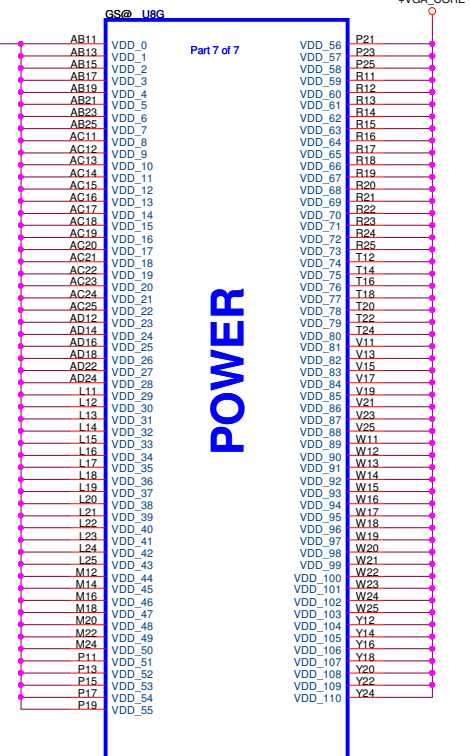 +VGA_CORE
GS@ U8G
Part 7 of 7
AB11 VDD_0 VDD_56 P21
AB13 VDD_1 VDD_57 P23
AB15 VDD_2 VDD_58 P25
AB17 VDD_3 VDD_59 R11
AB19 VDD_4 VDD_60 R12
AB21 VDD_5 VDD_61 R13
AB23 VDD_6 VDD_62 R14
AB25 VDD_7 VDD_63 R15
AC11 VDD_8 VDD_64 R16
AC12 VDD_9 VDD_65 R17
AC13 VDD_10 VDD_66 R18
AC14 VDD_11 VDD_67 R19
AC15 VDD_12 VDD_68 R20
AC16 VDD_13 VDD_69 R21
AC17 VDD_14 VDD_70 R22
AC18 VDD_15 VDD_71 R23
AC19 VDD_16 VDD_72 R24
AC20 VDD_17 VDD_73 R25
AC21 VDD_18 VDD_74 T12
AC22 VDD_19 VDD_75 T14
AC23 VDD_20 VDD_76 T16
AC24 VDD_21 VDD_77 T18
AC25 VDD_22 VDD_78 T20
AD12 VDD_23 VDD_79 T22
AD14 VDD_24 VDD_80 T24
AD16 VDD_25 VDD_81 V11
AD18 VDD_26 VDD_82 V13
AD22 VDD_27 VDD_83 V15
AD24 VDD_28 VDD_84 V17
L11 VDD_29 VDD_85 V19
L12 VDD_30 VDD_86 V21
L13 VDD_31 VDD_87 V23
L14 VDD_32 VDD_88 V25
L15 VDD_33 VDD_89 W11
L16 VDD_34 VDD_90 W12
L17 VDD_35 VDD_91 W13
L18 VDD_36 VDD_92 W14
L19 VDD_37 VDD_93 W15
L20 VDD_38 VDD_94 W16
L21 VDD_39 VDD_95 W17
L22 VDD_40 VDD_96 W18
L23 VDD_41 VDD_97 W19
L24 VDD_42 VDD_98 W20
L25 VDD_43 VDD_99 W21
M12 VDD_44 VDD_100 W22
M14 VDD_45 VDD_101 W23
M16 VDD_46 VDD_102 W24
M18 VDD_47 VDD_103 W25
M20 VDD_48 VDD_104 Y12
M22 VDD_49 VDD_105 Y14
M24 VDD_50 VDD_106 Y16
P11 VDD_51 VDD_107 Y18
P13 VDD_52 VDD_108 Y20
P15 VDD_53 VDD_109 Y22
P17 VDD_54 VDD_110 Y24
P19 VDD_55
POWER